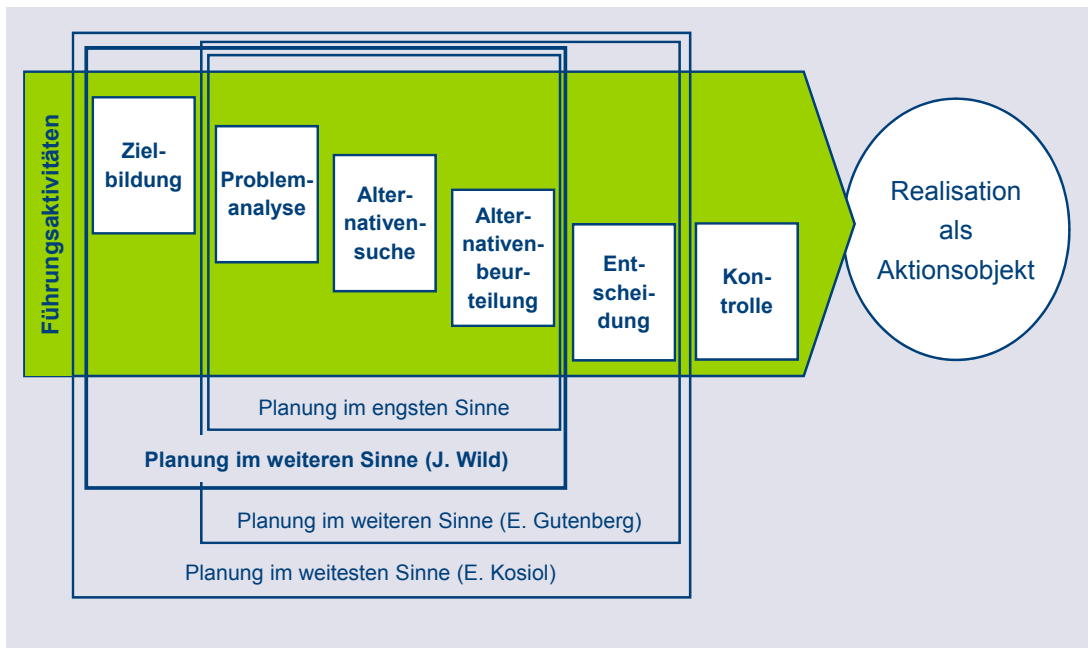 Führungsaktivitäten
Ziel-
bildung
Problem-
analyse
Alter-
nativen-
suche
Alter-
nativen-
beur-
teilung
Ent-
schei-
dung
Kon-
trolle
Realisation
als
Aktionsobjekt
Planung im engsten Sinne
Planung im weiteren Sinne (J. Wild)
Planung im weiteren Sinne (E. Gutenberg)
Planung im weitesten Sinne (E. Kosiol)